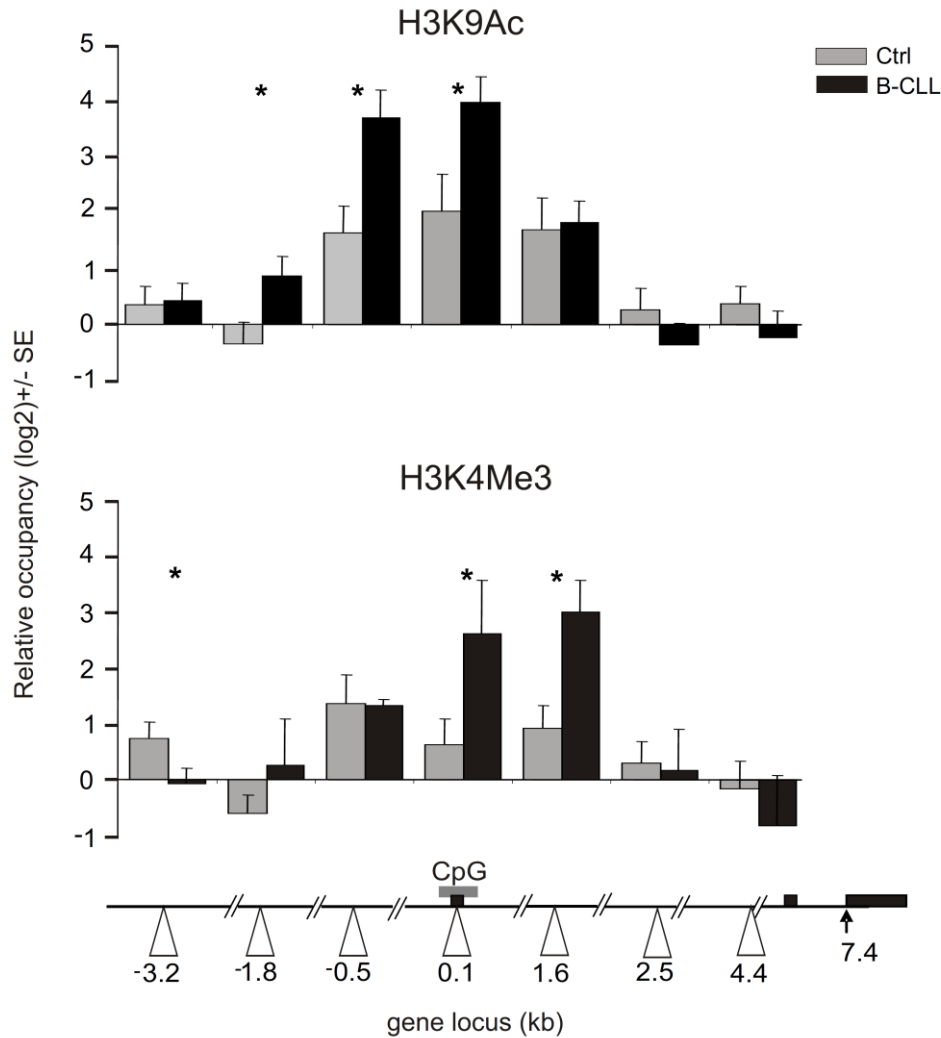 H3K9Ac
Ctrl
B-CLL
5
4
3
2
1
0
-1
* * *
Relative occupancy (log2)+/- SE
H3K4Me3
5
4
3
2
1
0
-1
* * *
CpG
7.4
-3.2 -1.8 -0.5 0.1 1.6 2.5 4.4
gene locus (kb)